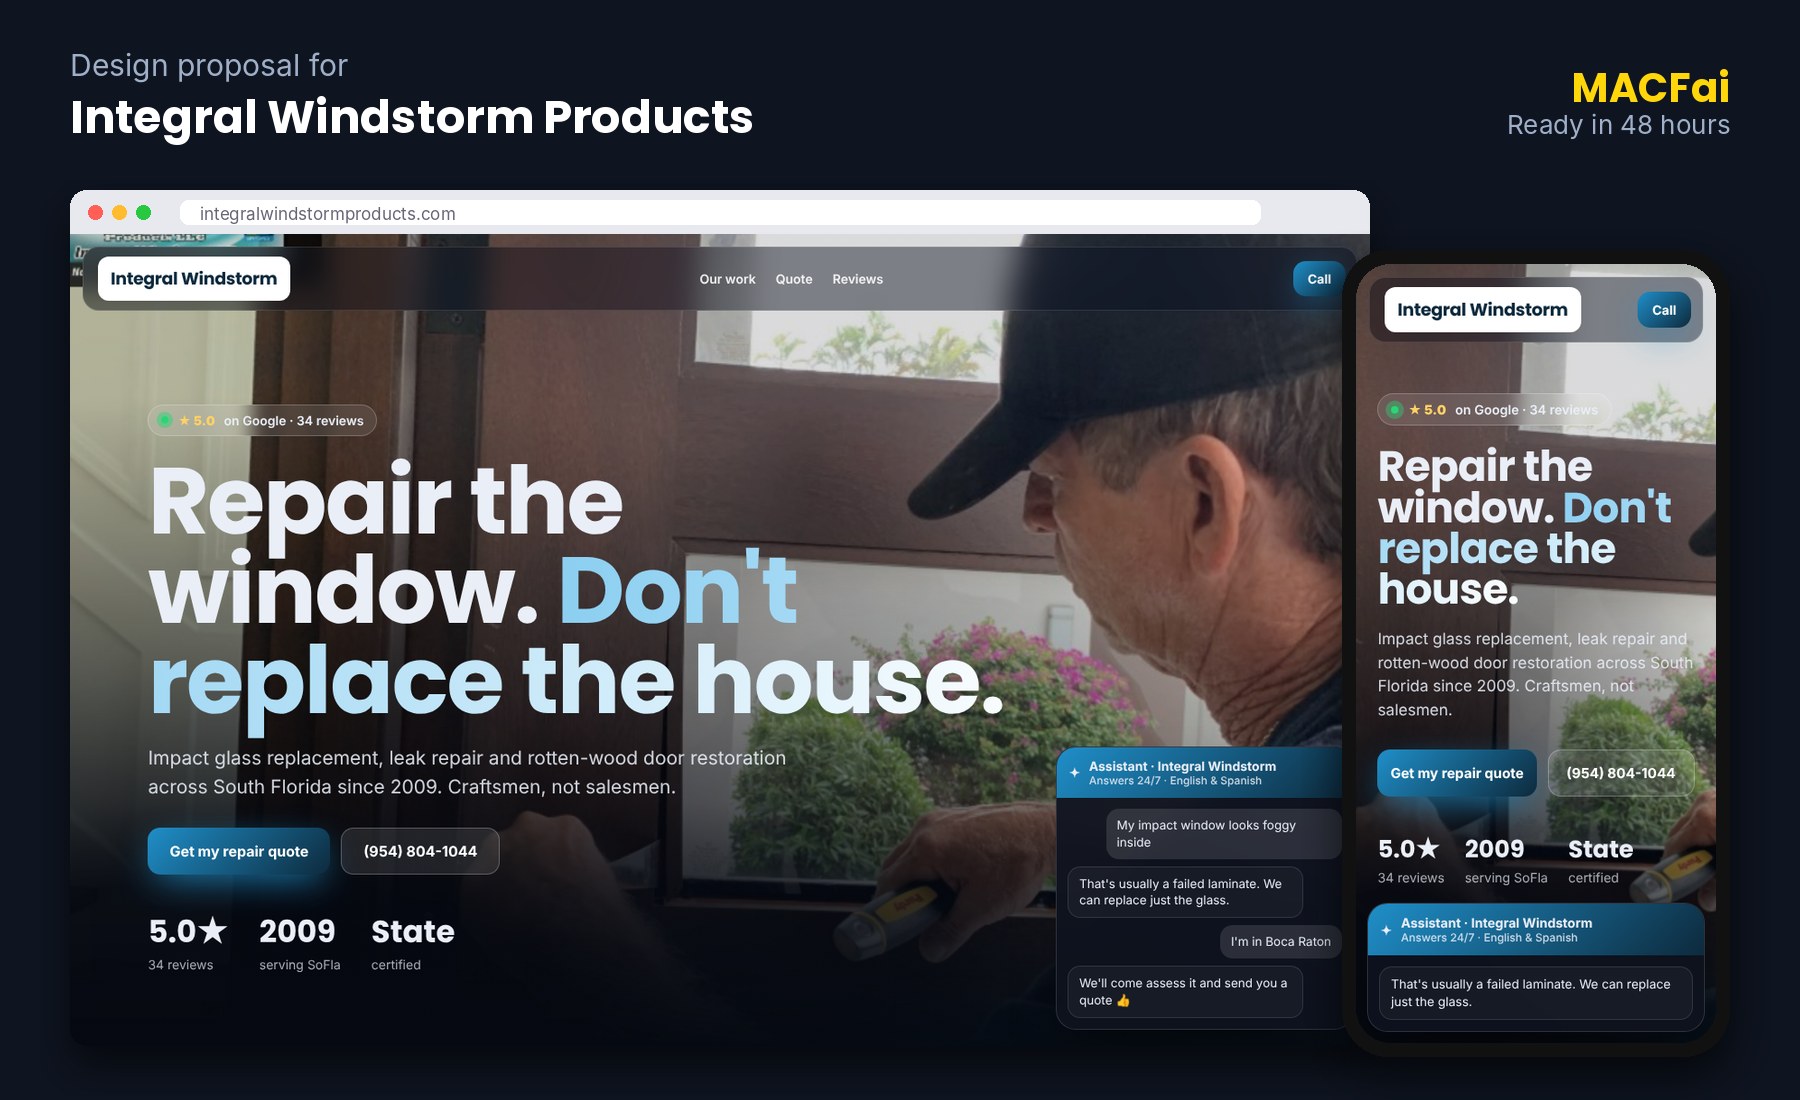 Design proposal for
Integral Windstorm Products
MACFai
Ready in 48 hours
integralwindstormproducts.com
Integral Windstorm
Our work
Quote
Reviews
Call
★ 5.0 on Google · 34 reviews
Repair the
window. Don't
replace the house.
Impact glass replacement, leak repair and rotten-wood door restoration
across South Florida since 2009. Craftsmen, not salesmen.
Get my repair quote
(954) 804-1044
5.0★
34 reviews
2009
serving SoFla
State
certified
Assistant · Integral Windstorm
Answers 24/7 · English & Spanish
My impact window looks foggy
inside
That's usually a failed laminate. We
can replace just the glass.
I'm in Boca Raton
We'll come assess it and send you a
quote 👍
Integral Windstorm
Call
★ 5.0 on Google · 34 reviews
Repair the
window. Don't
replace the
house.
Impact glass replacement, leak repair and
rotten-wood door restoration across South
Florida since 2009. Craftsmen, not
salesmen.
Get my repair quote
(954) 804-1044
5.0★
34 reviews
2009
serving SoFla
State
certified
Assistant · Integral Windstorm
Answers 24/7 · English & Spanish
That's usually a failed laminate. We can replace
just the glass.